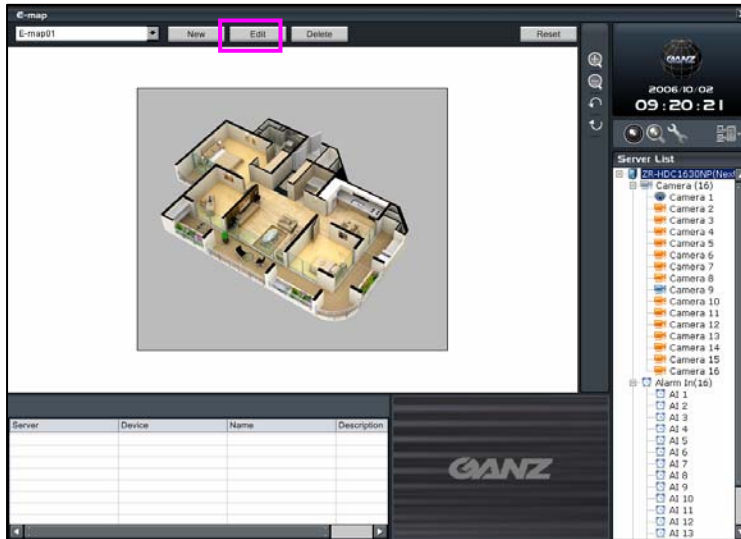 E-map
E-map01 New Edit Delete Reset
GANZ
2006/10/02
09:20:21
Server List
ZR-HDC1630NP(Next
Camera (16)
Camera 1
Camera 2
Camera 3
Camera 4
Camera 5
Camera 6
Camera 7
Camera 8
Camera 9
Camera 10
Camera 11
Camera 12
Camera 13
Camera 14
Camera 15
Camera 16
Alarm In(16)
AI 1
AI 2
AI 3
AI 4
AI 5
AI 6
AI 7
AI 8
AI 9
AI 10
AI 11
AI 12
AI 13
Server Device Name Description
GANZ